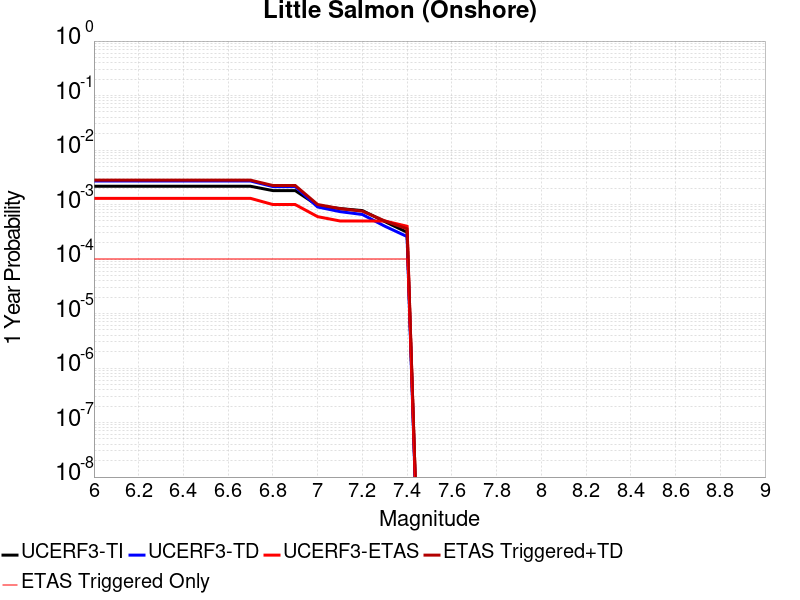 Little Salmon (Onshore)
10^0
10^-1
10^-2
10^-3
10^-4
10^-5
10^-6
10^-7
10^-8
1 Year Probability
6 6.2 6.4 6.6 6.8 7 7.2 7.4 7.6 7.8 8 8.2 8.4 8.6 8.8 9
Magnitude
UCERF3-TI UCERF3-TD UCERF3-ETAS ETAS Triggered+TD
ETAS Triggered Only